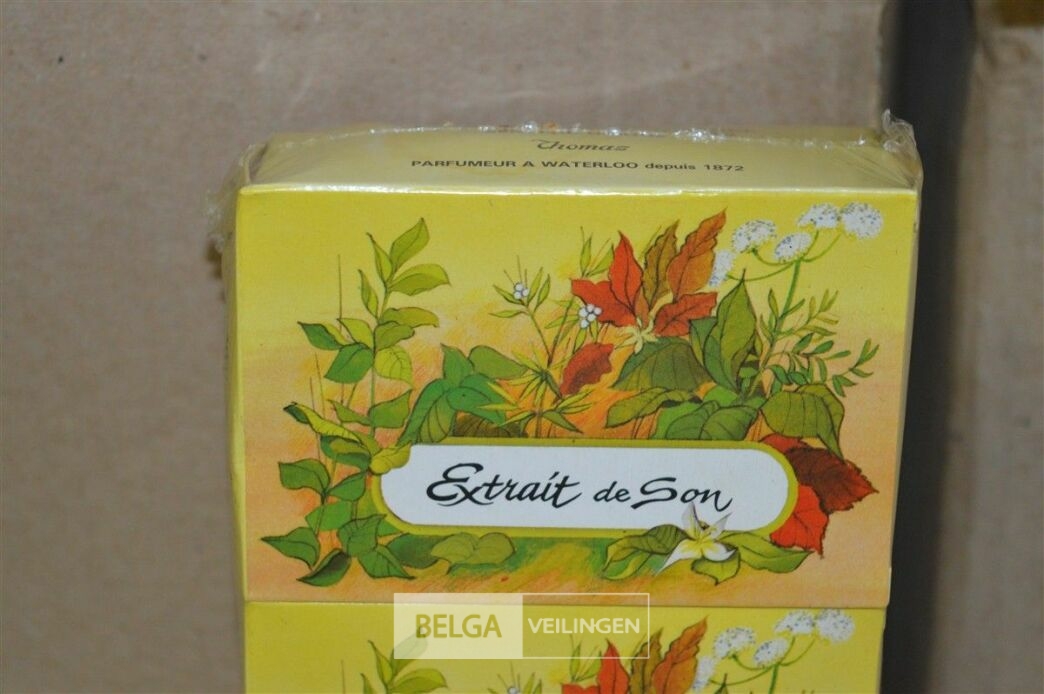 Thomas
PARFUMEUR A WATERLOO depuis 1872
Extrait de Son
BELGA VEILINGEN